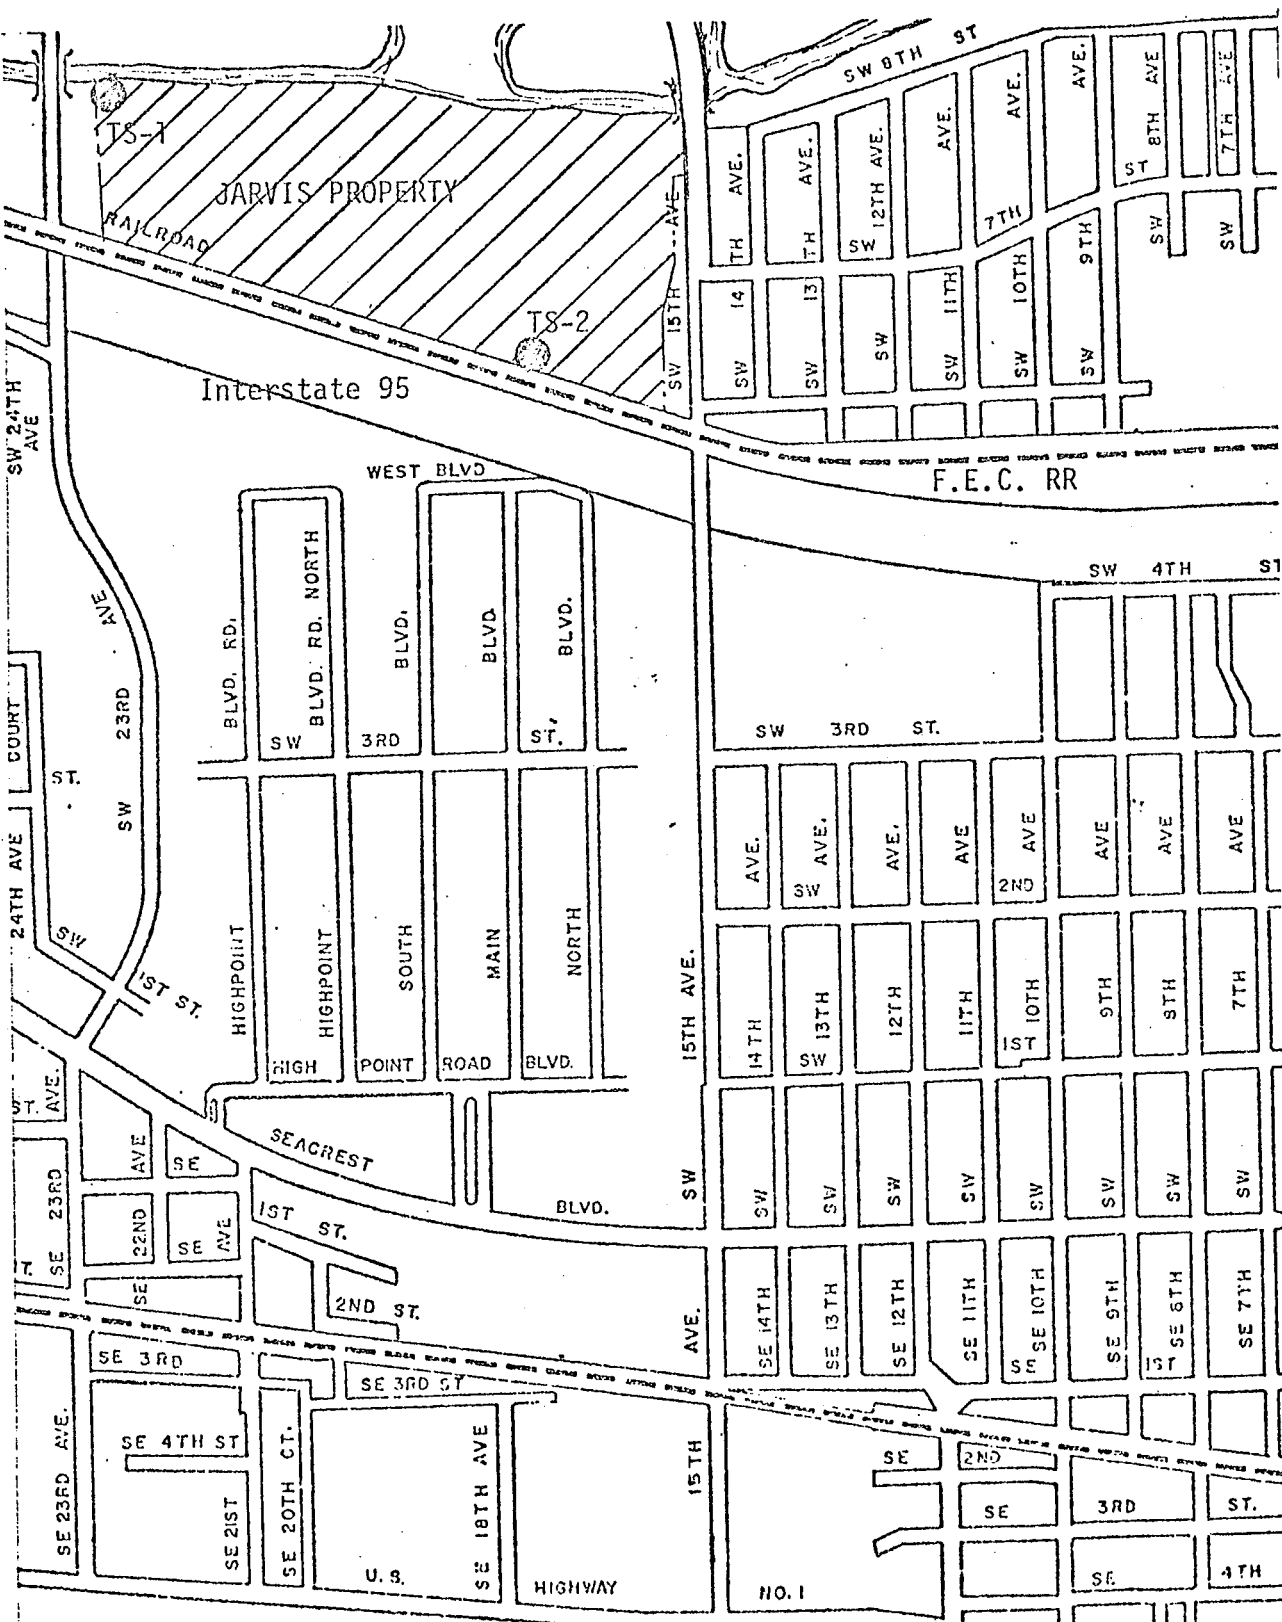 SW 8TH ST
TS-1
JARVIS PROPERTY
RAILROAD
TS-2
Interstate 95
SW 15TH AVE
SW 14TH AVE.
SW 13TH AVE.
SW 12TH AVE.
SW
SW 11TH AVE.
SW 10TH AVE.
SW 9TH AVE.
SW 8TH AVE
SW 7TH AVE
SW 7TH ST
F.E.C. RR
SW 24TH AVE
WEST BLVD
SW 4TH ST
SW 23RD AVE
COURT
ST.
24TH AVE
SW 1ST ST.
HIGHPOINT BLVD. RD.
HIGHPOINT BLVD. RD. NORTH
SOUTH BLVD.
MAIN BLVD
NORTH BLVD.
SW 3RD ST.
SW 3RD ST.
SW 15TH AVE.
SW 14TH AVE.
SW 13TH AVE.
SW 12TH AVE.
SW 11TH AVE
SW 10TH AVE
SW 9TH AVE
SW 8TH AVE
SW 7TH AVE
SW 2ND
SW 1ST
HIGH POINT ROAD BLVD.
SEACREST BLVD.
ST.
AVE.
SE 23RD
SE 22ND AVE
SE
SE
AVE
1ST ST.
2ND ST.
T.
AVE.
15TH
SE 14TH
SE 13TH
SE 12TH
SE 11TH
SE 10TH
SE 9TH
SE 8TH
SE 7TH
SE 1ST
SE 3RD
SE 3RD ST
SE 4TH ST
SE 23RD AVE.
SE 21ST
SE 20TH CT.
SE 18TH AVE
SE 2ND
SE 3RD ST.
SE 4TH
U.S. HIGHWAY NO. 1